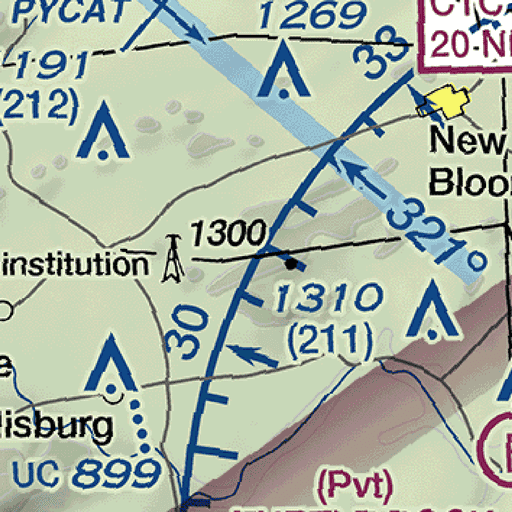 PYCAT
1269
33
20-N
191
(212)
New
Bloo
321°
1300
institution
1310
(211)
30
lisburg
UC 899
(Pvt)